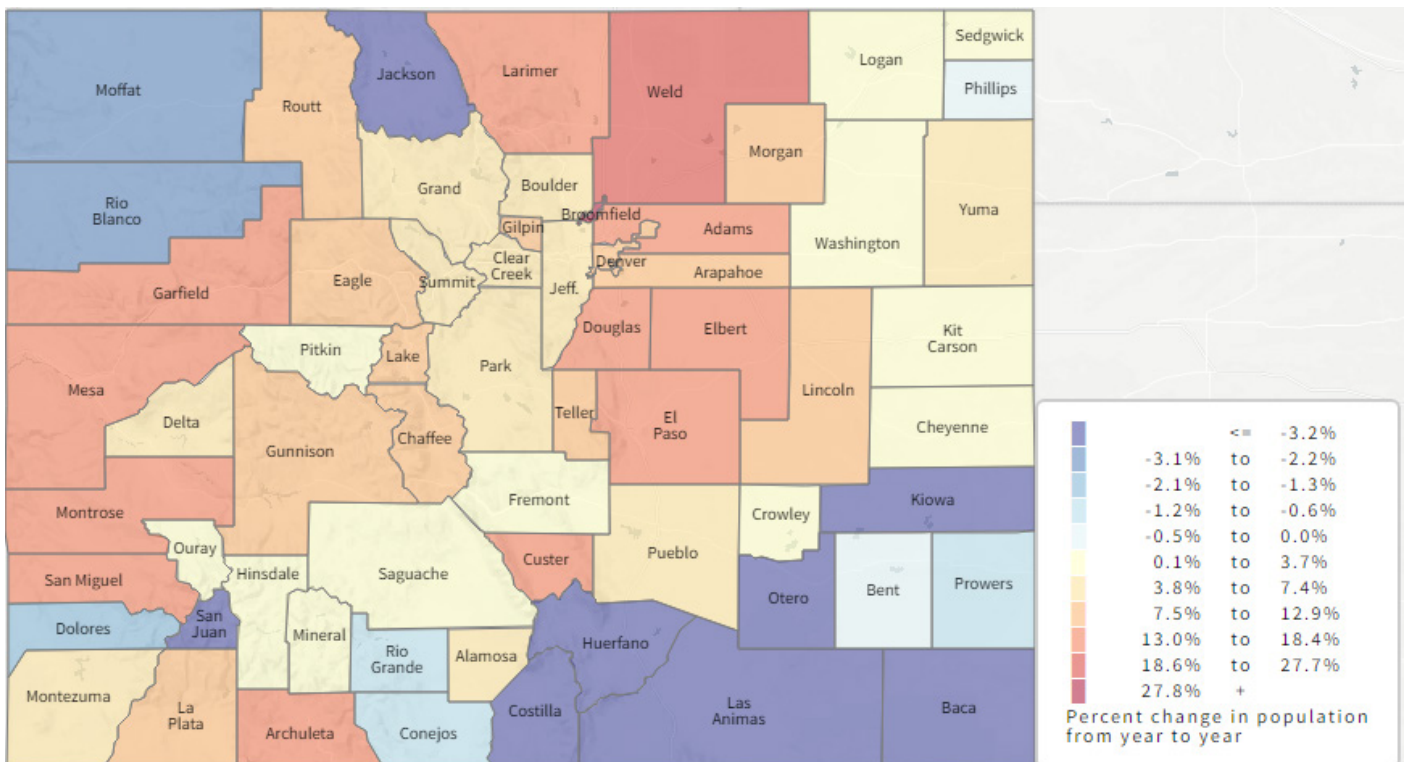 Sedgwick
Logan
Jackson
Larimer
Moffat
Weld
Phillips
Routt
Morgan
Grand
Boulder
Rio
Blanco
Yuma
Broomfield
Gilpin
Adams
Washington
Clear
Creek
Denver
Arapahoe
Eagle
Summit
Jeff.
Garfield
Douglas
Elbert
Kit
Carson
Pitkin
Lake
Park
Mesa
Lincoln
Teller
El
Paso
Delta
Cheyenne
Chaffee
Gunnison
Fremont
Kiowa
Montrose
Crowley
Ouray
Pueblo
Custer
Hinsdale
Saguache
San Miguel
Bent
Prowers
Otero
San
Juan
Dolores
Mineral
Huerfano
Rio
Grande
Alamosa
Montezuma
La
Plata
Costilla
Las
Animas
Baca
Archuleta
Conejos
<= -3.2%
-3.1% to -2.2%
-2.1% to -1.3%
-1.2% to -0.6%
-0.5% to 0.0%
0.1% to 3.7%
3.8% to 7.4%
7.5% to 12.9%
13.0% to 18.4%
18.6% to 27.7%
27.8% +
Percent change in population
from year to year